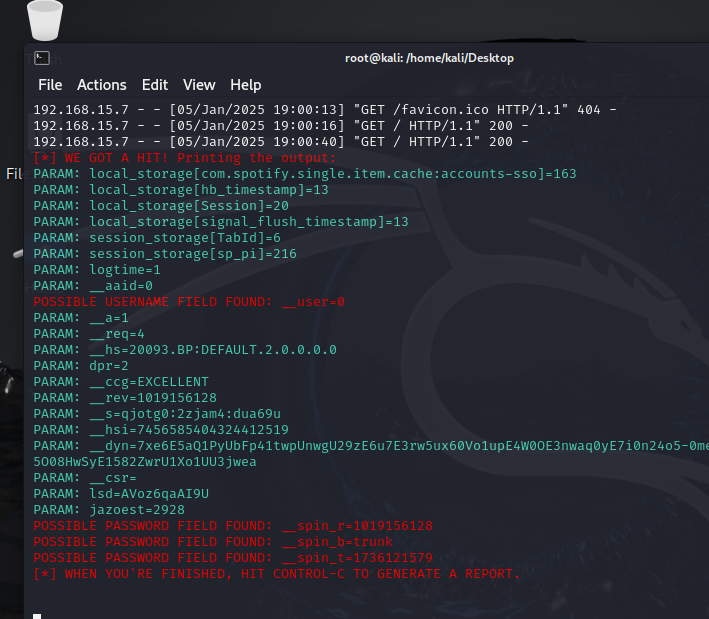 root@kali: /home/kali/Desktop
File Actions Edit View Help
192.168.15.7 - - [05/Jan/2025 19:00:13] "GET /favicon.ico HTTP/1.1" 404 -
192.168.15.7 - - [05/Jan/2025 19:00:16] "GET / HTTP/1.1" 200 -
192.168.15.7 - - [05/Jan/2025 19:00:40] "GET / HTTP/1.1" 200 -
[*] WE GOT A HIT! Printing the output:
PARAM: local_storage[com.spotify.single.item.cache:accounts-sso]=163
PARAM: local_storage[hb_timestamp]=13
PARAM: local_storage[Session]=20
PARAM: local_storage[signal_flush_timestamp]=13
PARAM: session_storage[TabId]=6
PARAM: session_storage[sp_pi]=216
PARAM: logtime=1
PARAM: __aaid=0
POSSIBLE USERNAME FIELD FOUND: __user=0
PARAM: __a=1
PARAM: __req=4
PARAM: __hs=20093.BP:DEFAULT.2.0.0.0.0
PARAM: dpr=2
PARAM: __ccg=EXCELLENT
PARAM: __rev=1019156128
PARAM: __s=qjotg0:2zjam4:dua69u
PARAM: __hsi=7456585404324412519
PARAM: __dyn=7xe6E5aQ1PyUbFp41twpUnwgU29zE6u7E3rw5ux60Vo1upE4W0OE3nwaq0yE7i0n24o5-0me
5O08HwSyE1582ZwrU1Xo1UU3jwea
PARAM: __csr=
PARAM: lsd=AVoz6qaAI9U
PARAM: jazoest=2928
POSSIBLE PASSWORD FIELD FOUND: __spin_r=1019156128
POSSIBLE PASSWORD FIELD FOUND: __spin_b=trunk
POSSIBLE PASSWORD FIELD FOUND: __spin_t=1736121579
[*] WHEN YOU'RE FINISHED, HIT CONTROL-C TO GENERATE A REPORT.